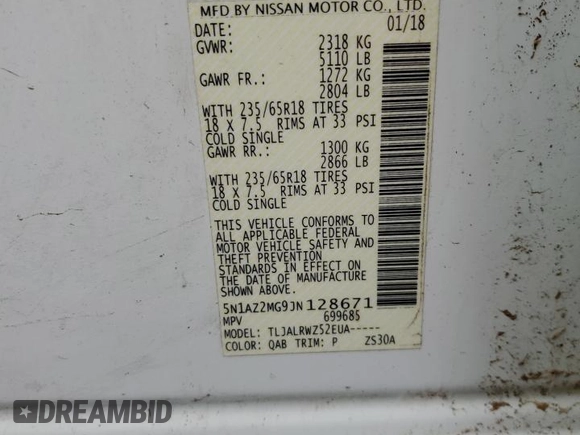 MFD BY NISSAN MOTOR CO., LTD.
DATE: 01/18
GVWR: 2318 KG
5110 LB
GAWR FR.: 1272 KG
2804 LB
WITH 235/65R18 TIRES
18 X 7.5 RIMS AT 33 PSI
COLD SINGLE
GAWR RR.: 1300 KG
2866 LB
WITH 235/65R18 TIRES
18 X 7.5 RIMS AT 33 PSI
COLD SINGLE
THIS VEHICLE CONFORMS TO
ALL APPLICABLE FEDERAL
MOTOR VEHICLE SAFETY AND
THEFT PREVENTION
STANDARDS IN EFFECT ON
THE DATE OF MANUFACTURE
SHOWN ABOVE.
5N1AZ2MG9JN128671
MPV 699685
MODEL: TLJALRWZ52EUA-----
COLOR: QAB TRIM: P ZS30A
DREAMBID